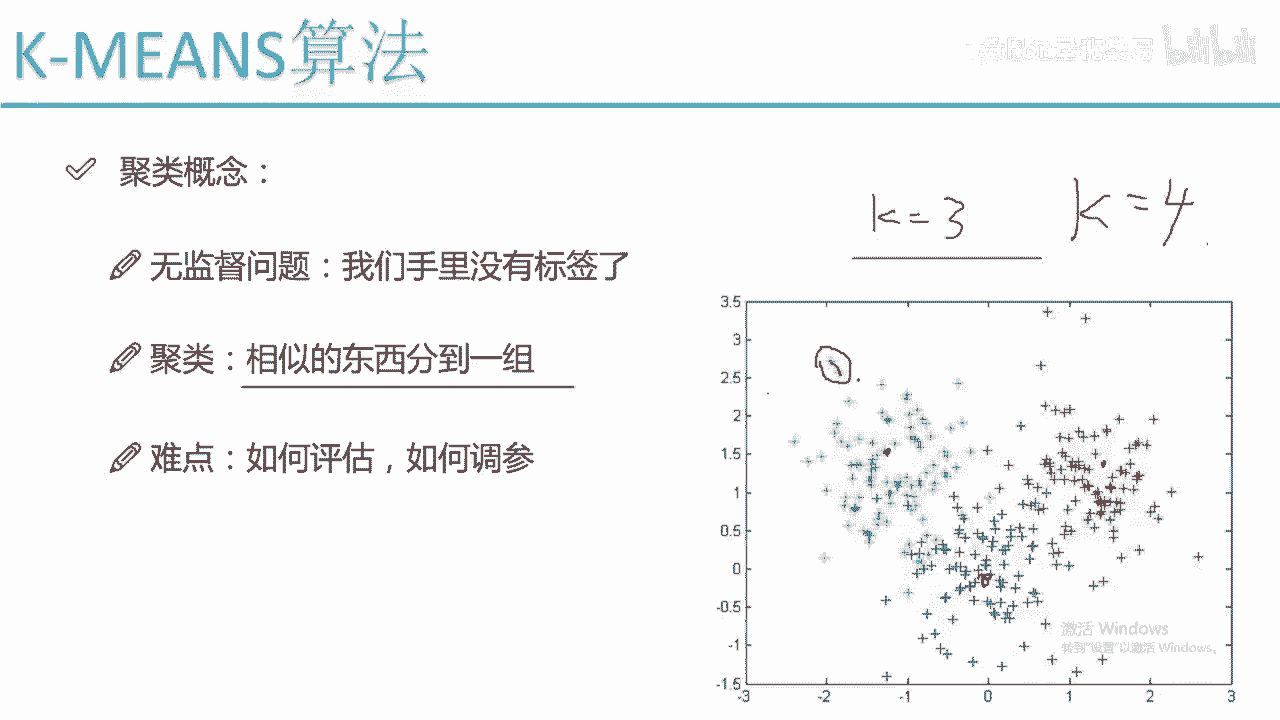 K-MEANS算法
bilibili
聚类概念：
无监督问题：我们手里没有标签了
聚类：相似的东西分到一组
难点：如何评估，如何调参
k=3
K=4
3.5
3
2.5
2
1.5
1
0.5
0
-0.5
-1
-1.5
-3 -2 -1 0 1 2 3
激活 Windows
转到"设置"以激活 Windows。